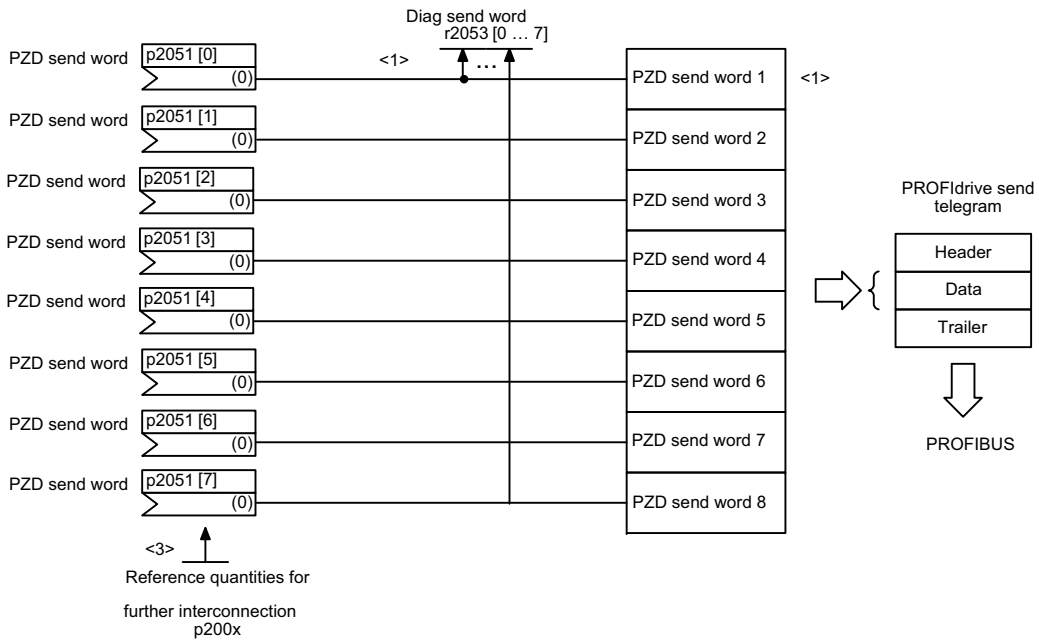 Diag send word
r2053 [0 … 7]
PZD send word
p2051 [0]
(0)
<1>
...
PZD send word 1
<1>
PZD send word
p2051 [1]
(0)
PZD send word 2
PZD send word
p2051 [2]
(0)
PZD send word 3
PZD send word
p2051 [3]
(0)
PZD send word 4
PZD send word
p2051 [4]
(0)
PZD send word 5
PZD send word
p2051 [5]
(0)
PZD send word 6
PZD send word
p2051 [6]
(0)
PZD send word 7
PZD send word
p2051 [7]
(0)
PZD send word 8
<3>
Reference quantities for
further interconnection
p200x
PROFIdrive send
telegram
Header
Data
Trailer
PROFIBUS